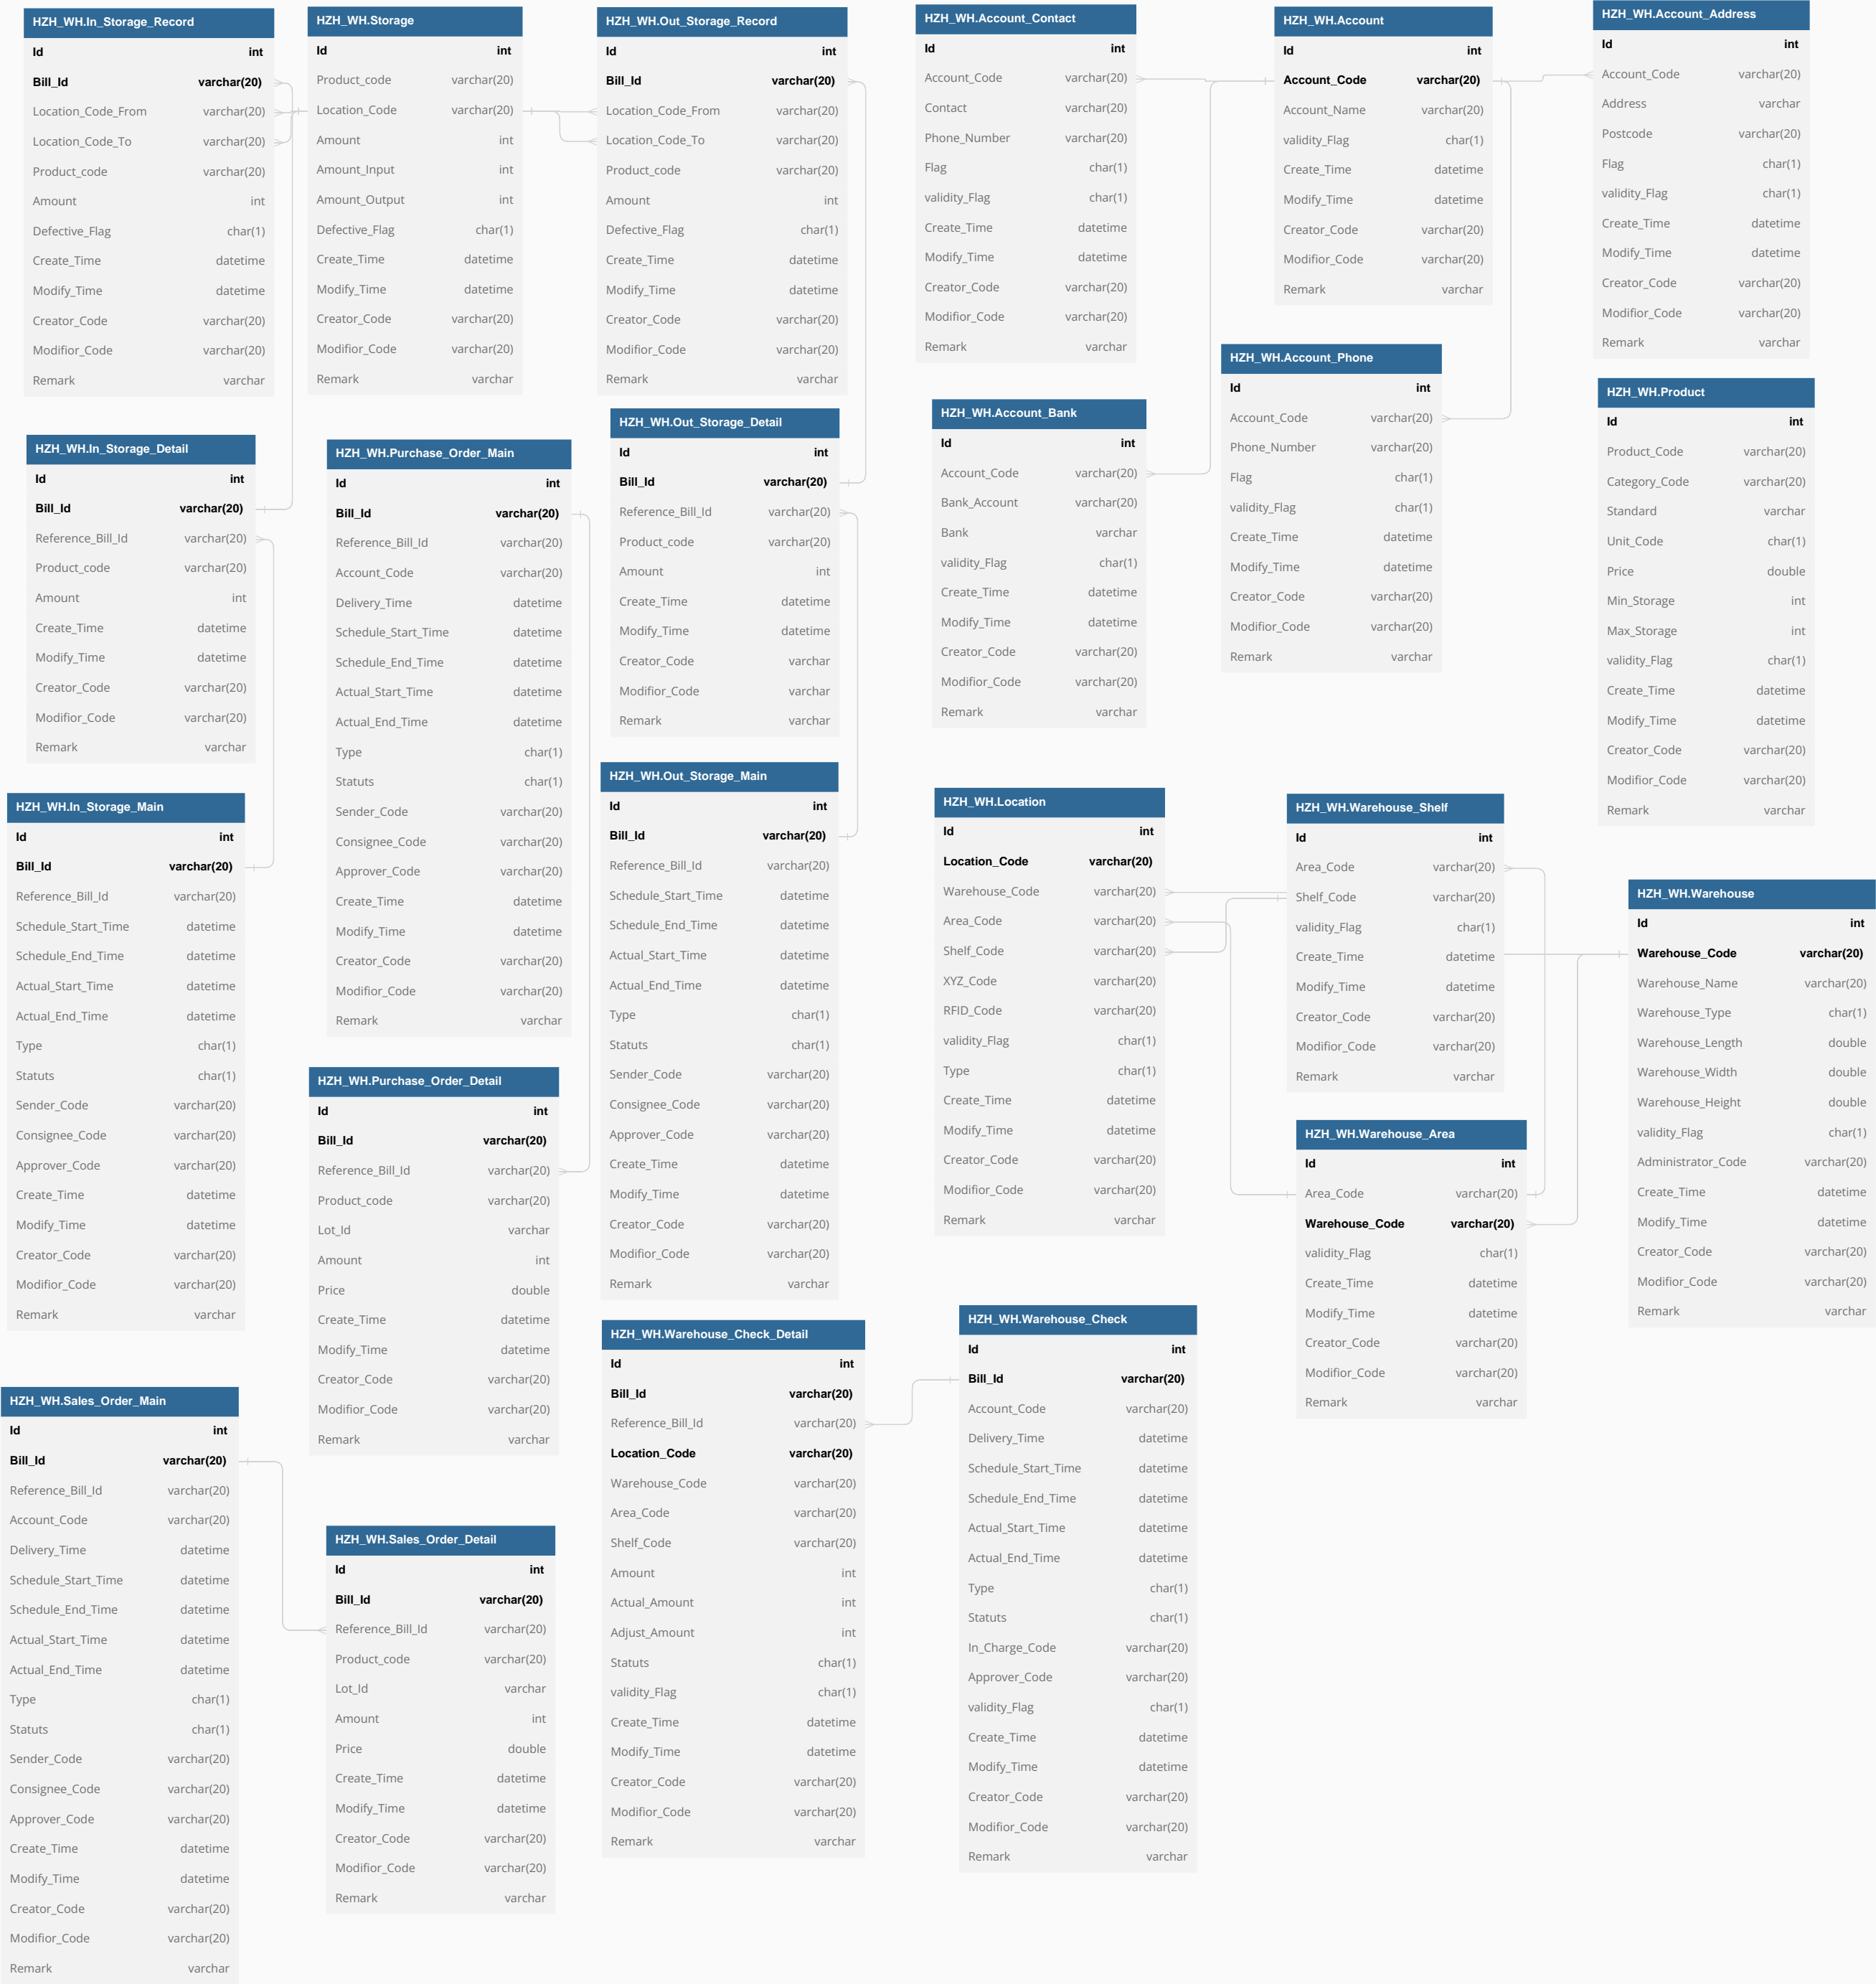 HZH_WH.In_Storage_Record
Id int
Bill_Id varchar(20)
Location_Code_From varchar(20)
Location_Code_To varchar(20)
Product_code varchar(20)
Amount int
Defective_Flag char(1)
Create_Time datetime
Modify_Time datetime
Creator_Code varchar(20)
Modifior_Code varchar(20)
Remark varchar
HZH_WH.Storage
Id int
Product_code varchar(20)
Location_Code varchar(20)
Amount int
Amount_Input int
Amount_Output int
Defective_Flag char(1)
Create_Time datetime
Modify_Time datetime
Creator_Code varchar(20)
Modifior_Code varchar(20)
Remark varchar
HZH_WH.Out_Storage_Record
Id int
Bill_Id varchar(20)
Location_Code_From varchar(20)
Location_Code_To varchar(20)
Product_code varchar(20)
Amount int
Defective_Flag char(1)
Create_Time datetime
Modify_Time datetime
Creator_Code varchar(20)
Modifior_Code varchar(20)
Remark varchar
HZH_WH.Account_Contact
Id int
Account_Code varchar(20)
Contact varchar(20)
Phone_Number varchar(20)
Flag char(1)
validity_Flag char(1)
Create_Time datetime
Modify_Time datetime
Creator_Code varchar(20)
Modifior_Code varchar(20)
Remark varchar
HZH_WH.Account
Id int
Account_Code varchar(20)
Account_Name varchar(20)
validity_Flag char(1)
Create_Time datetime
Modify_Time datetime
Creator_Code varchar(20)
Modifior_Code varchar(20)
Remark varchar
HZH_WH.Account_Address
Id int
Account_Code varchar(20)
Address varchar
Postcode varchar(20)
Flag char(1)
validity_Flag char(1)
Create_Time datetime
Modify_Time datetime
Creator_Code varchar(20)
Modifior_Code varchar(20)
Remark varchar
HZH_WH.Account_Phone
Id int
Account_Code varchar(20)
Phone_Number varchar(20)
Flag char(1)
validity_Flag char(1)
Create_Time datetime
Modify_Time datetime
Creator_Code varchar(20)
Modifior_Code varchar(20)
Remark varchar
HZH_WH.Product
Id int
Product_Code varchar(20)
Category_Code varchar(20)
Standard varchar
Unit_Code char(1)
Price double
Min_Storage int
Max_Storage int
validity_Flag char(1)
Create_Time datetime
Modify_Time datetime
Creator_Code varchar(20)
Modifior_Code varchar(20)
Remark varchar
HZH_WH.Account_Bank
Id int
Account_Code varchar(20)
Bank_Account varchar(20)
Bank varchar
validity_Flag char(1)
Create_Time datetime
Modify_Time datetime
Creator_Code varchar(20)
Modifior_Code varchar(20)
Remark varchar
HZH_WH.Out_Storage_Detail
Id int
Bill_Id varchar(20)
Reference_Bill_Id varchar(20)
Product_code varchar(20)
Amount int
Create_Time datetime
Modify_Time datetime
Creator_Code varchar
Modifior_Code varchar
Remark varchar
HZH_WH.In_Storage_Detail
Id int
Bill_Id varchar(20)
Reference_Bill_Id varchar(20)
Product_code varchar(20)
Amount int
Create_Time datetime
Modify_Time datetime
Creator_Code varchar(20)
Modifior_Code varchar(20)
Remark varchar
HZH_WH.Purchase_Order_Main
Id int
Bill_Id varchar(20)
Reference_Bill_Id varchar(20)
Account_Code varchar(20)
Delivery_Time datetime
Schedule_Start_Time datetime
Schedule_End_Time datetime
Actual_Start_Time datetime
Actual_End_Time datetime
Type char(1)
Statuts char(1)
Sender_Code varchar(20)
Consignee_Code varchar(20)
Approver_Code varchar(20)
Create_Time datetime
Modify_Time datetime
Creator_Code varchar(20)
Modifior_Code varchar(20)
Remark varchar
HZH_WH.In_Storage_Main
Id int
Bill_Id varchar(20)
Reference_Bill_Id varchar(20)
Schedule_Start_Time datetime
Schedule_End_Time datetime
Actual_Start_Time datetime
Actual_End_Time datetime
Type char(1)
Statuts char(1)
Sender_Code varchar(20)
Consignee_Code varchar(20)
Approver_Code varchar(20)
Create_Time datetime
Modify_Time datetime
Creator_Code varchar(20)
Modifior_Code varchar(20)
Remark varchar
HZH_WH.Out_Storage_Main
Id int
Bill_Id varchar(20)
Reference_Bill_Id varchar(20)
Schedule_Start_Time datetime
Schedule_End_Time datetime
Actual_Start_Time datetime
Actual_End_Time datetime
Type char(1)
Statuts char(1)
Sender_Code varchar(20)
Consignee_Code varchar(20)
Approver_Code varchar(20)
Create_Time datetime
Modify_Time datetime
Creator_Code varchar(20)
Modifior_Code varchar(20)
Remark varchar
HZH_WH.Location
Id int
Location_Code varchar(20)
Warehouse_Code varchar(20)
Area_Code varchar(20)
Shelf_Code varchar(20)
XYZ_Code varchar(20)
RFID_Code varchar(20)
validity_Flag char(1)
Type char(1)
Create_Time datetime
Modify_Time datetime
Creator_Code varchar(20)
Modifior_Code varchar(20)
Remark varchar
HZH_WH.Warehouse_Shelf
Id int
Area_Code varchar(20)
Shelf_Code varchar(20)
validity_Flag char(1)
Create_Time datetime
Modify_Time datetime
Creator_Code varchar(20)
Modifior_Code varchar(20)
Remark varchar
HZH_WH.Warehouse
Id int
Warehouse_Code varchar(20)
Warehouse_Name varchar(20)
Warehouse_Type char(1)
Warehouse_Length double
Warehouse_Width double
Warehouse_Height double
validity_Flag char(1)
Administrator_Code varchar(20)
Create_Time datetime
Modify_Time datetime
Creator_Code varchar(20)
Modifior_Code varchar(20)
Remark varchar
HZH_WH.Warehouse_Area
Id int
Area_Code varchar(20)
Warehouse_Code varchar(20)
validity_Flag char(1)
Create_Time datetime
Modify_Time datetime
Creator_Code varchar(20)
Modifior_Code varchar(20)
Remark varchar
HZH_WH.Purchase_Order_Detail
Id int
Bill_Id varchar(20)
Reference_Bill_Id varchar(20)
Product_code varchar(20)
Lot_Id varchar
Amount int
Price double
Create_Time datetime
Modify_Time datetime
Creator_Code varchar(20)
Modifior_Code varchar(20)
Remark varchar
HZH_WH.Warehouse_Check_Detail
Id int
Bill_Id varchar(20)
Reference_Bill_Id varchar(20)
Location_Code varchar(20)
Warehouse_Code varchar(20)
Area_Code varchar(20)
Shelf_Code varchar(20)
Amount int
Actual_Amount int
Adjust_Amount int
Statuts char(1)
validity_Flag char(1)
Create_Time datetime
Modify_Time datetime
Creator_Code varchar(20)
Modifior_Code varchar(20)
Remark varchar
HZH_WH.Warehouse_Check
Id int
Bill_Id varchar(20)
Account_Code varchar(20)
Delivery_Time datetime
Schedule_Start_Time datetime
Schedule_End_Time datetime
Actual_Start_Time datetime
Actual_End_Time datetime
Type char(1)
Statuts char(1)
In_Charge_Code varchar(20)
Approver_Code varchar(20)
validity_Flag char(1)
Create_Time datetime
Modify_Time datetime
Creator_Code varchar(20)
Modifior_Code varchar(20)
Remark varchar
HZH_WH.Sales_Order_Main
Id int
Bill_Id varchar(20)
Reference_Bill_Id varchar(20)
Account_Code varchar(20)
Delivery_Time datetime
Schedule_Start_Time datetime
Schedule_End_Time datetime
Actual_Start_Time datetime
Actual_End_Time datetime
Type char(1)
Statuts char(1)
Sender_Code varchar(20)
Consignee_Code varchar(20)
Approver_Code varchar(20)
Create_Time datetime
Modify_Time datetime
Creator_Code varchar(20)
Modifior_Code varchar(20)
Remark varchar
HZH_WH.Sales_Order_Detail
Id int
Bill_Id varchar(20)
Reference_Bill_Id varchar(20)
Product_code varchar(20)
Lot_Id varchar
Amount int
Price double
Create_Time datetime
Modify_Time datetime
Creator_Code varchar(20)
Modifior_Code varchar(20)
Remark varchar